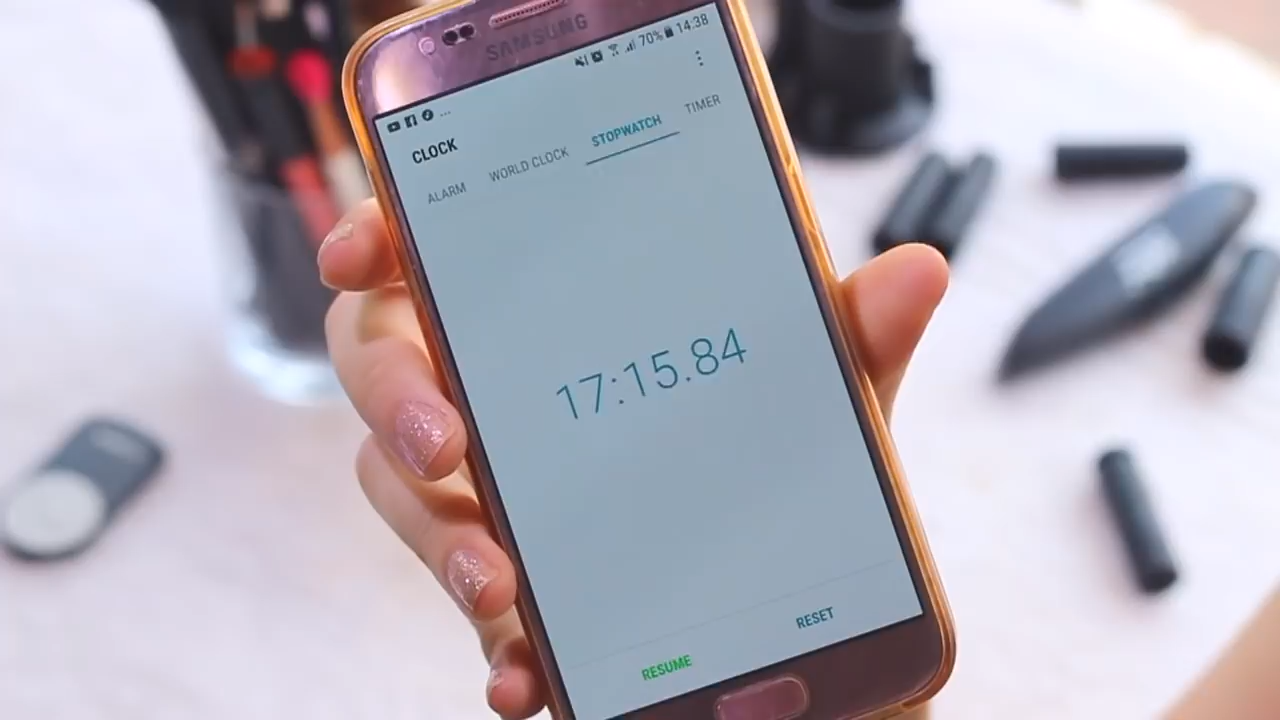 SAMSUNG
70% 14:38
CLOCK
ALARM WORLD CLOCK STOPWATCH TIMER
17:15.84
RESUME RESET